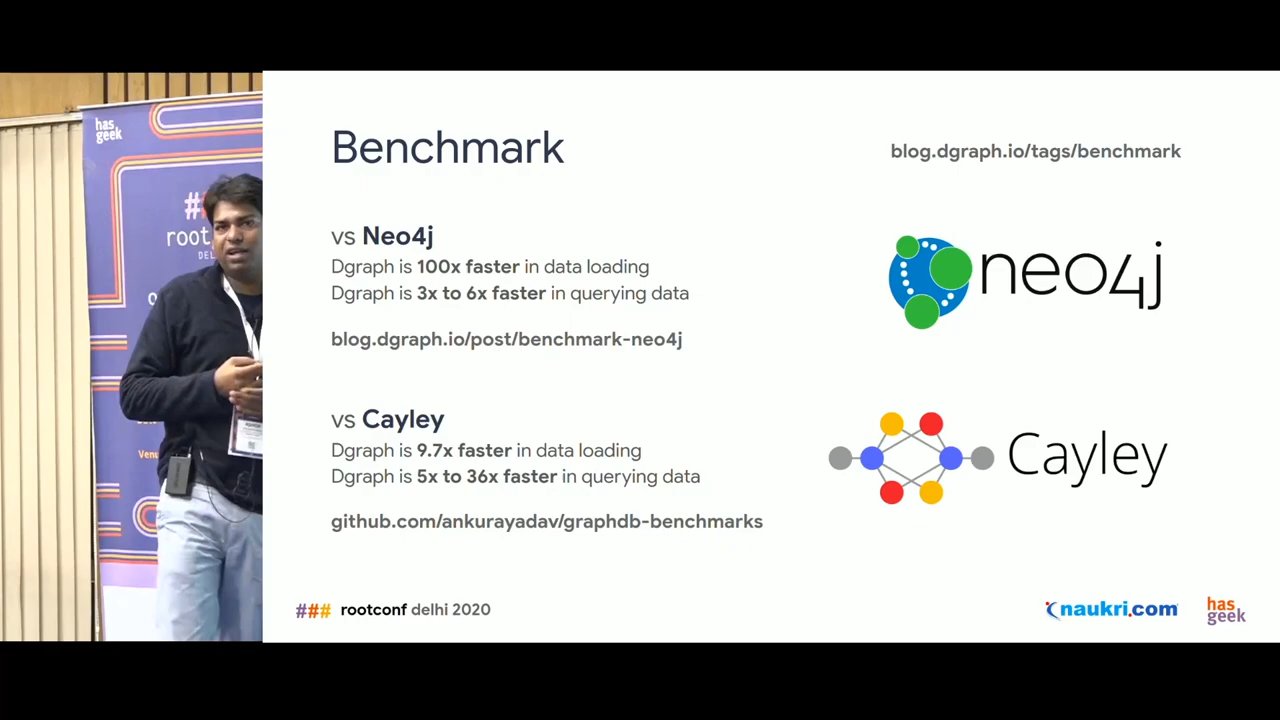 Benchmark
blog.dgraph.io/tags/benchmark
vs Neo4j
Dgraph is 100x faster in data loading
Dgraph is 3x to 6x faster in querying data
blog.dgraph.io/post/benchmark-neo4j
neo4j
vs Cayley
Dgraph is 9.7x faster in data loading
Dgraph is 5x to 36x faster in querying data
github.com/ankurayadav/graphdb-benchmarks
Cayley
### rootconf delhi 2020
naukri.com
has
geek
has
geek
#
root
DEL
Venu